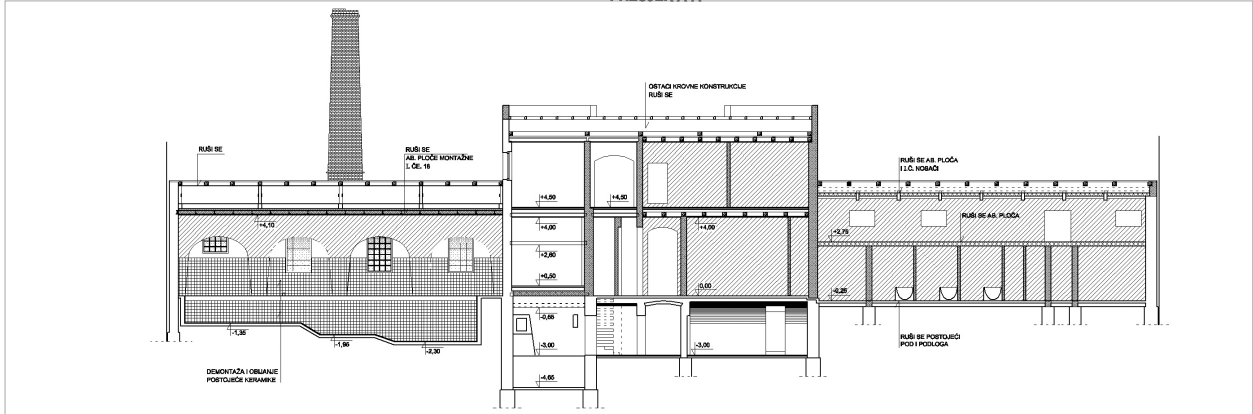 OSTACI KROVNE KONSTRUKCIJE
RUŠI SE
RUŠI SE
RUŠI SE
AB. PLOČE MONTAŽNE
I. ČE. 18
RUŠI SE AB. PLOČA
I I.Č. NOSAČI
RUŠI SE AB. PLOČA
+4,50
+4,50
+4,10
+4,00
+4,00
+2,60
+2,75
+0,50
0,00
-0,25
-0,55
-1,35
-1,95
-2,30
-3,00
-3,00
-4,65
RUŠI SE POSTOJEĆI
POD I PODLOGA
DEMONTAŽA I OBIJANJE
POSTOJEĆE KERAMIKE